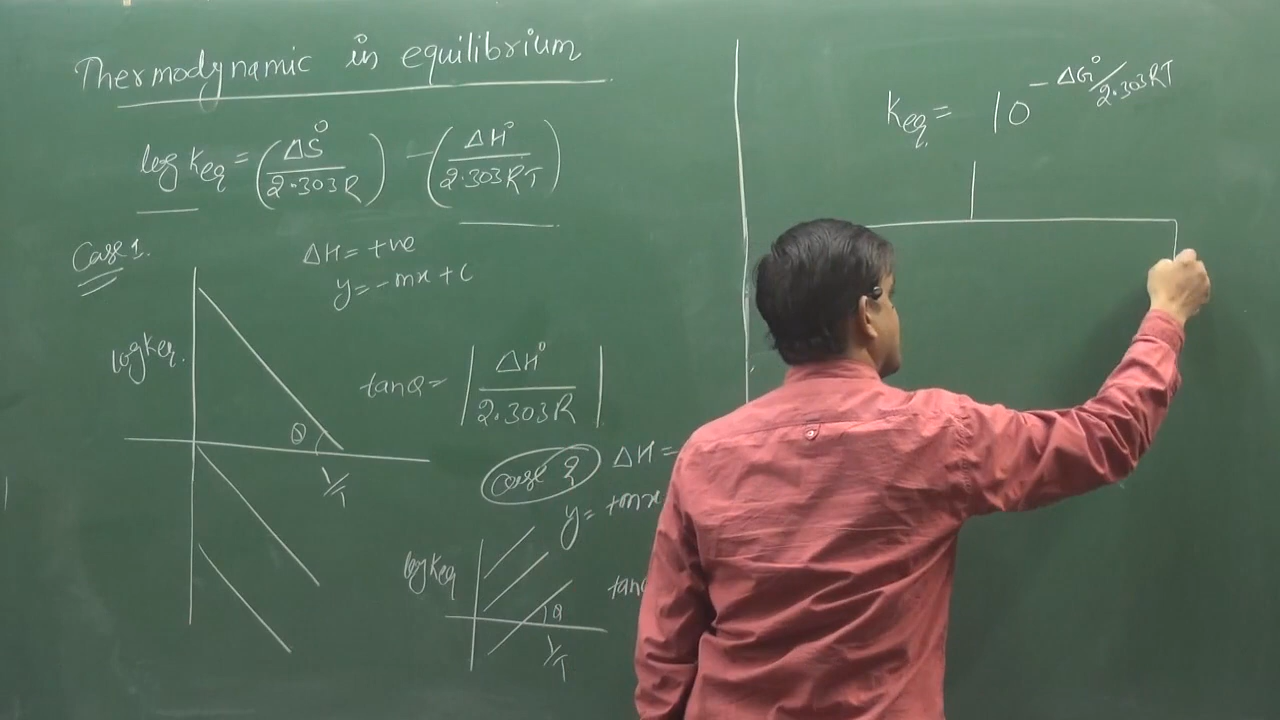 Thermodynamic in equilibrium
log Keq = (ΔS°/2.303R) - (ΔH°/2.303RT)
Case 1.
ΔH = +ve
y = -mx + c
log Keq.
tanθ = |ΔH°/2.303R|
θ
1/T
Case 2
ΔH =
y = +mx
log Keq
θ
tan
1/T
Keq. = 10^-ΔG°/2.303RT